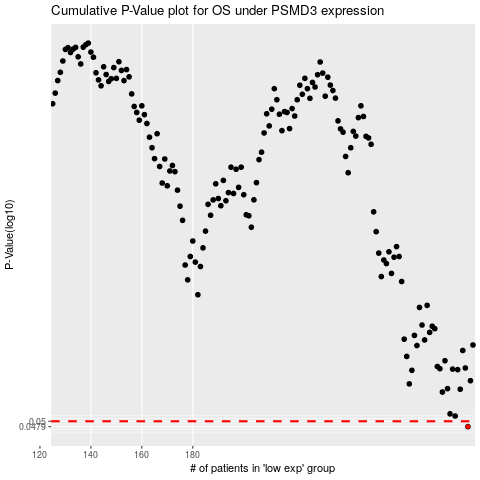 Cumulative P-Value plot for OS under PSMD3 expression
P-Value(log10)
0.05
0.0479
120 140 160 180
# of patients in 'low exp' group